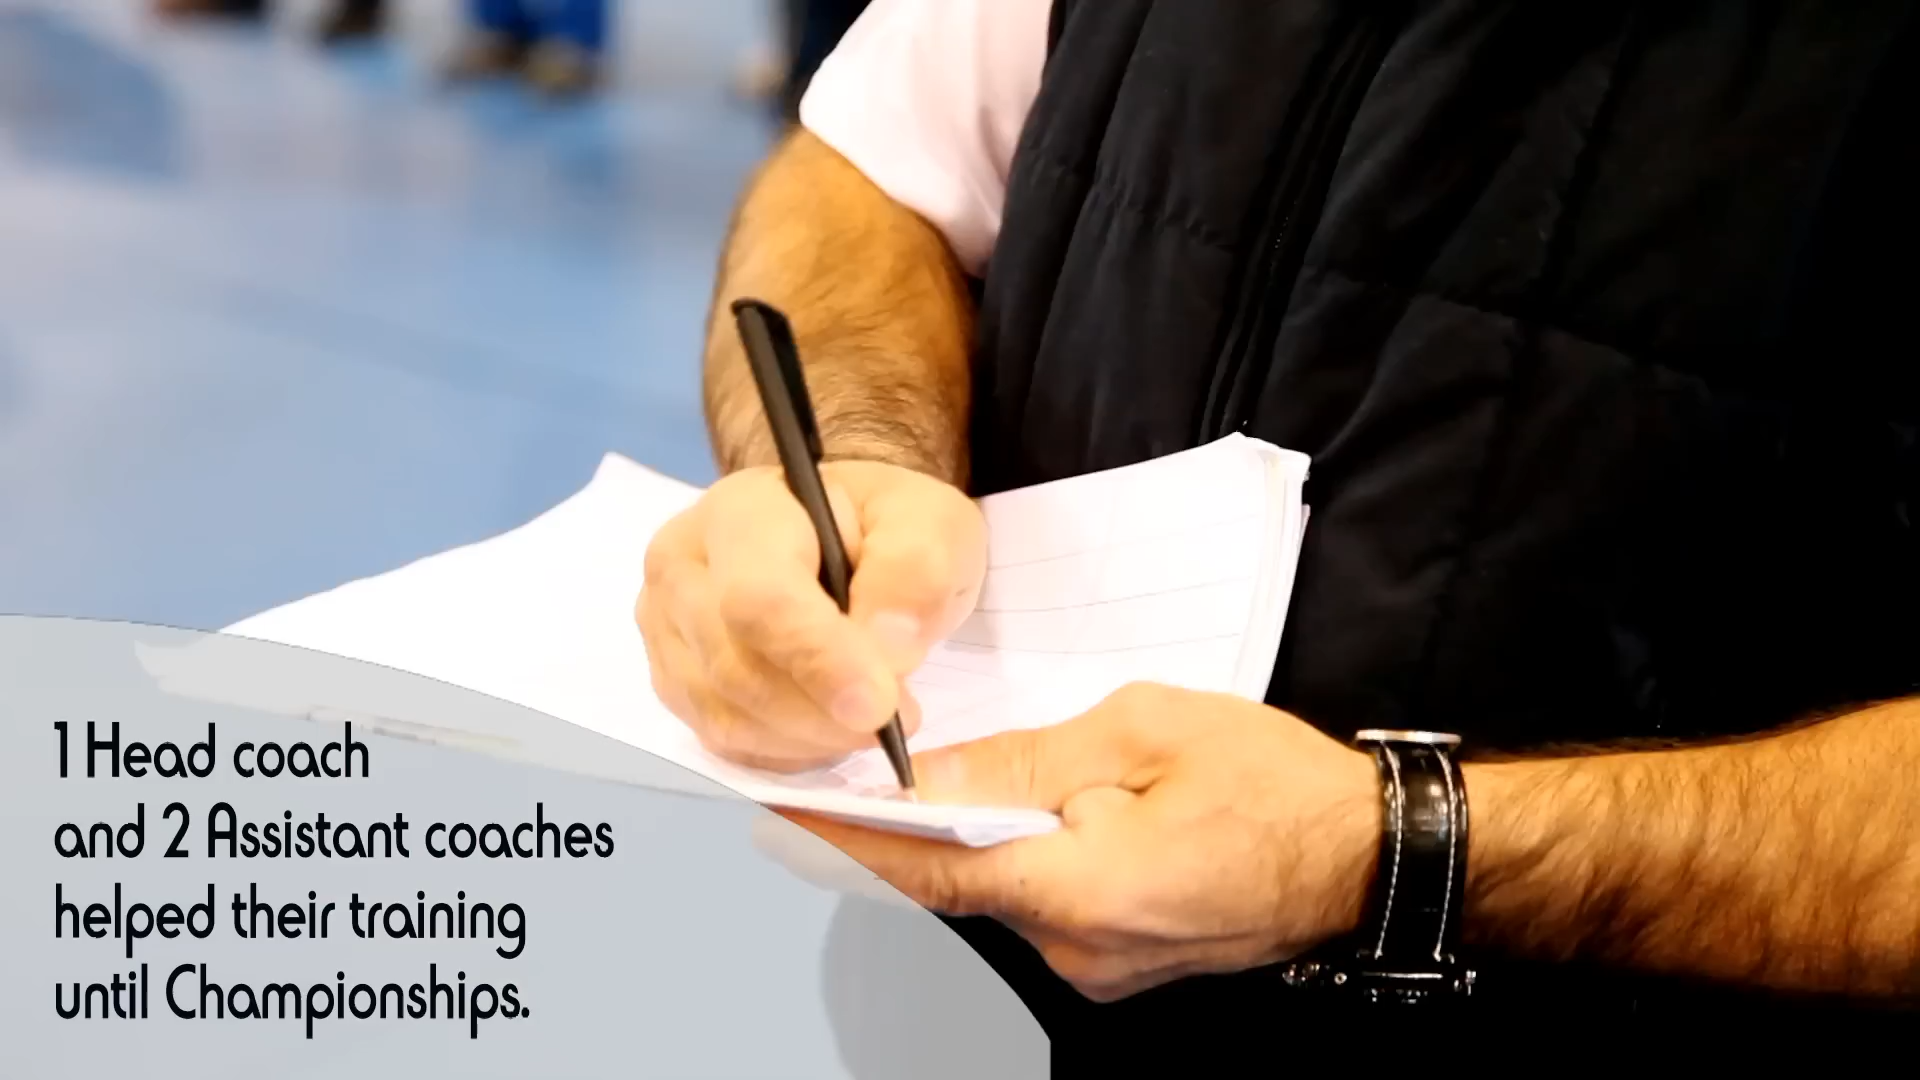 1 Head coach
and 2 Assistant coaches
helped their training
until Championships.